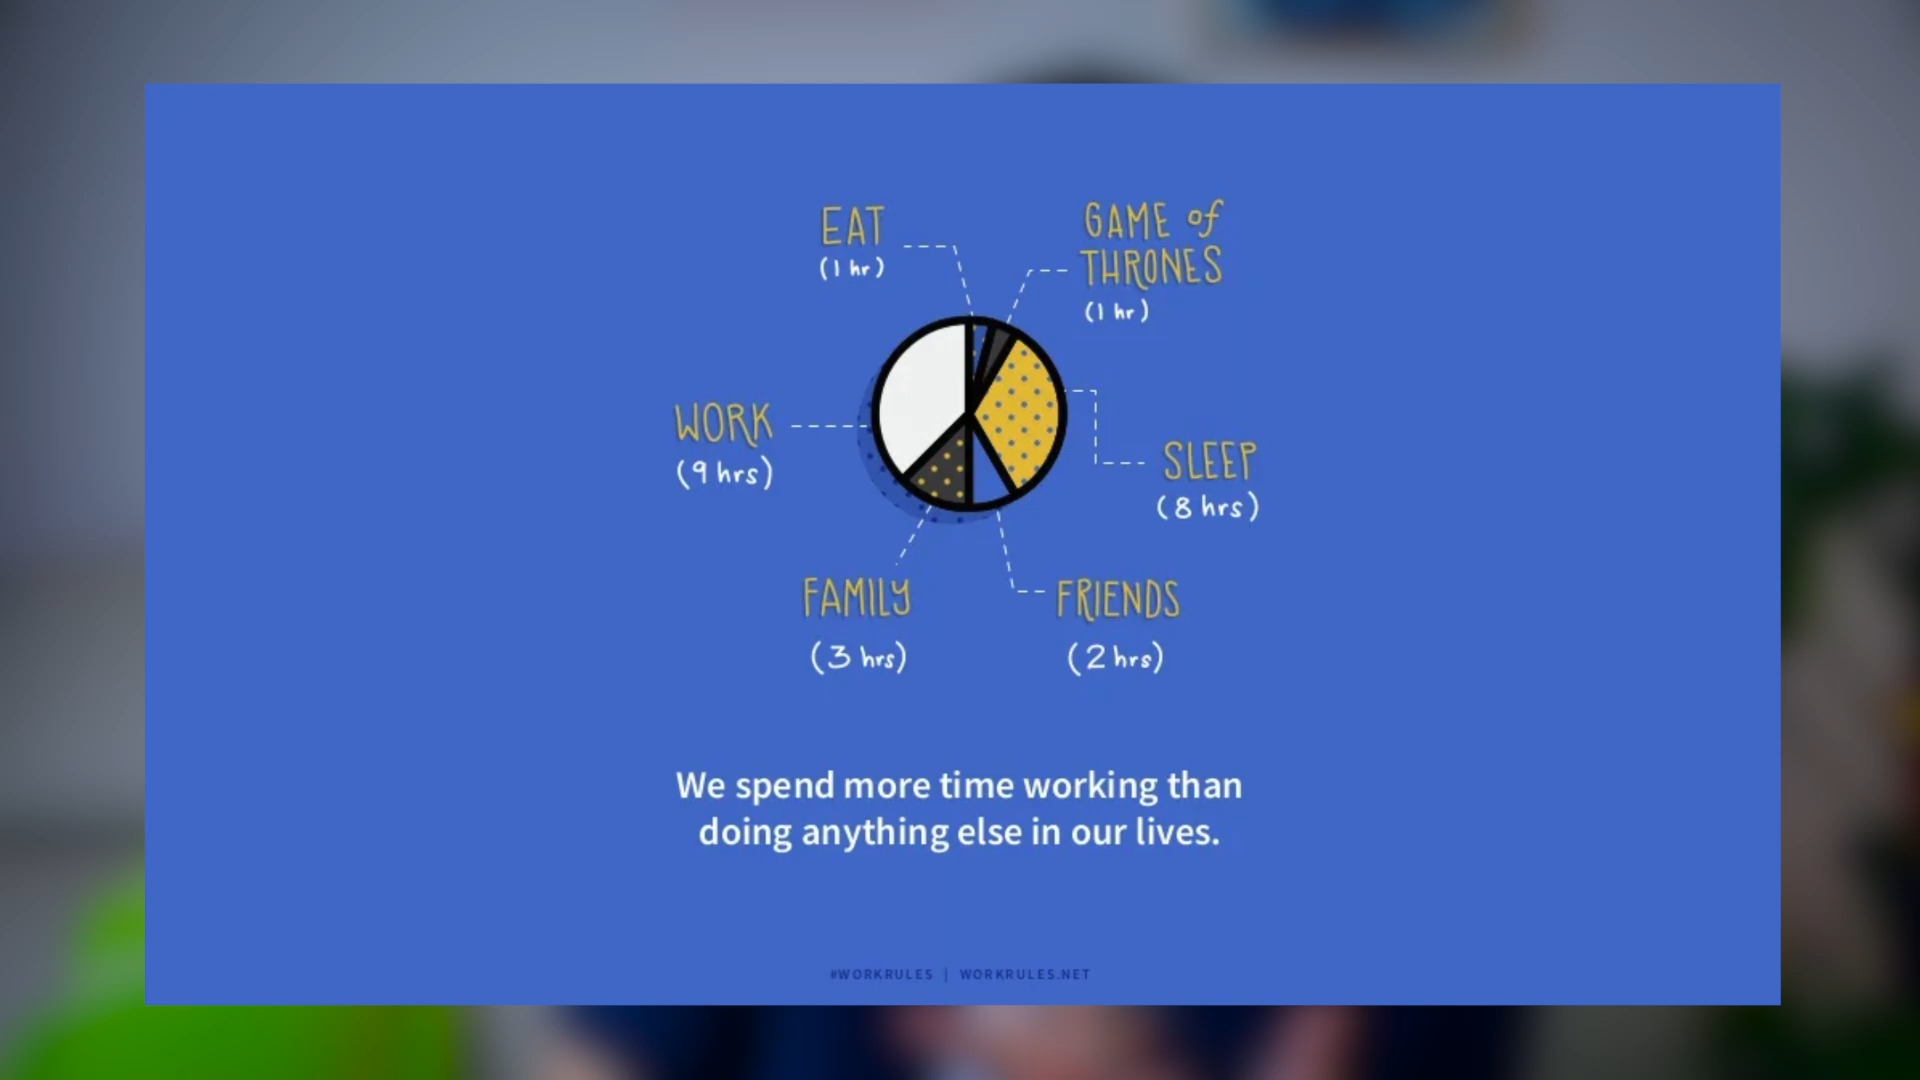 EAT
(1 hr)
GAME of
THRONES
(1 hr)
WORK
(9 hrs)
SLEEP
(8 hrs)
FAMILY
(3 hrs)
FRIENDS
(2 hrs)
We spend more time working than
doing anything else in our lives.
#WORKRULES | WORKRULES.NET